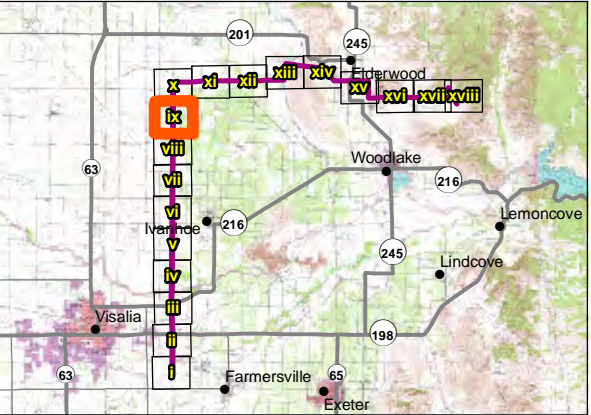 201
245
x xi xii xiii xiv
Elderwood
xv xvi xvii xviii
ix
viii
Woodlake
63
vii
216
vi
Ivanhoe 216
Lemoncove
v
245
Lindcove
iv
iii
Visalia
198
ii
63
i
Farmersville
65
Exeter